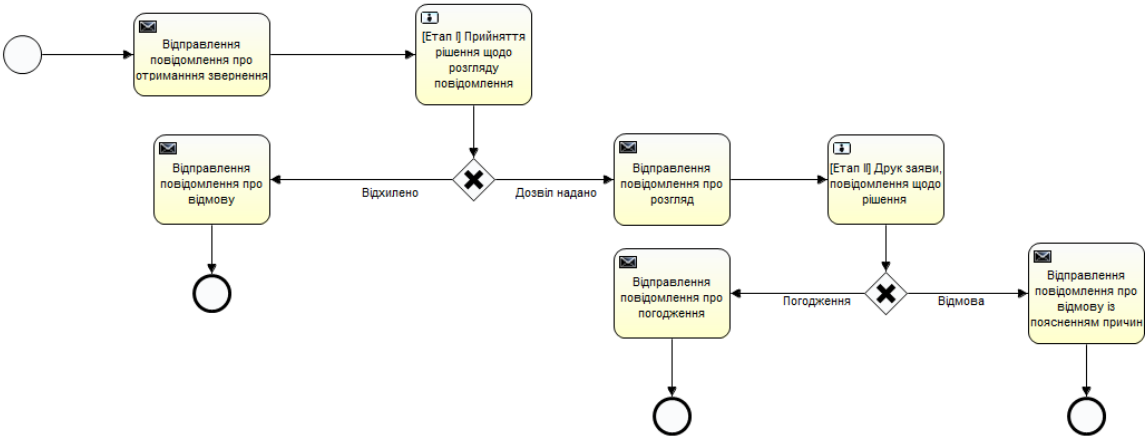 Відправлення
повідомлення про
отриманння звернення
[Етап I] Прийняття
рішення щодо
розгляду
повідомлення
Відправлення
повідомлення про
відмову
Відхилено
Дозвіл надано
Відправлення
повідомлення про
розгляд
[Етап II] Друк заяви,
повідомлення щодо
рішення
Відправлення
повідомлення про
погодження
Погодження
Відмова
Відправлення
повідомлення про
відмову із
поясненням причин